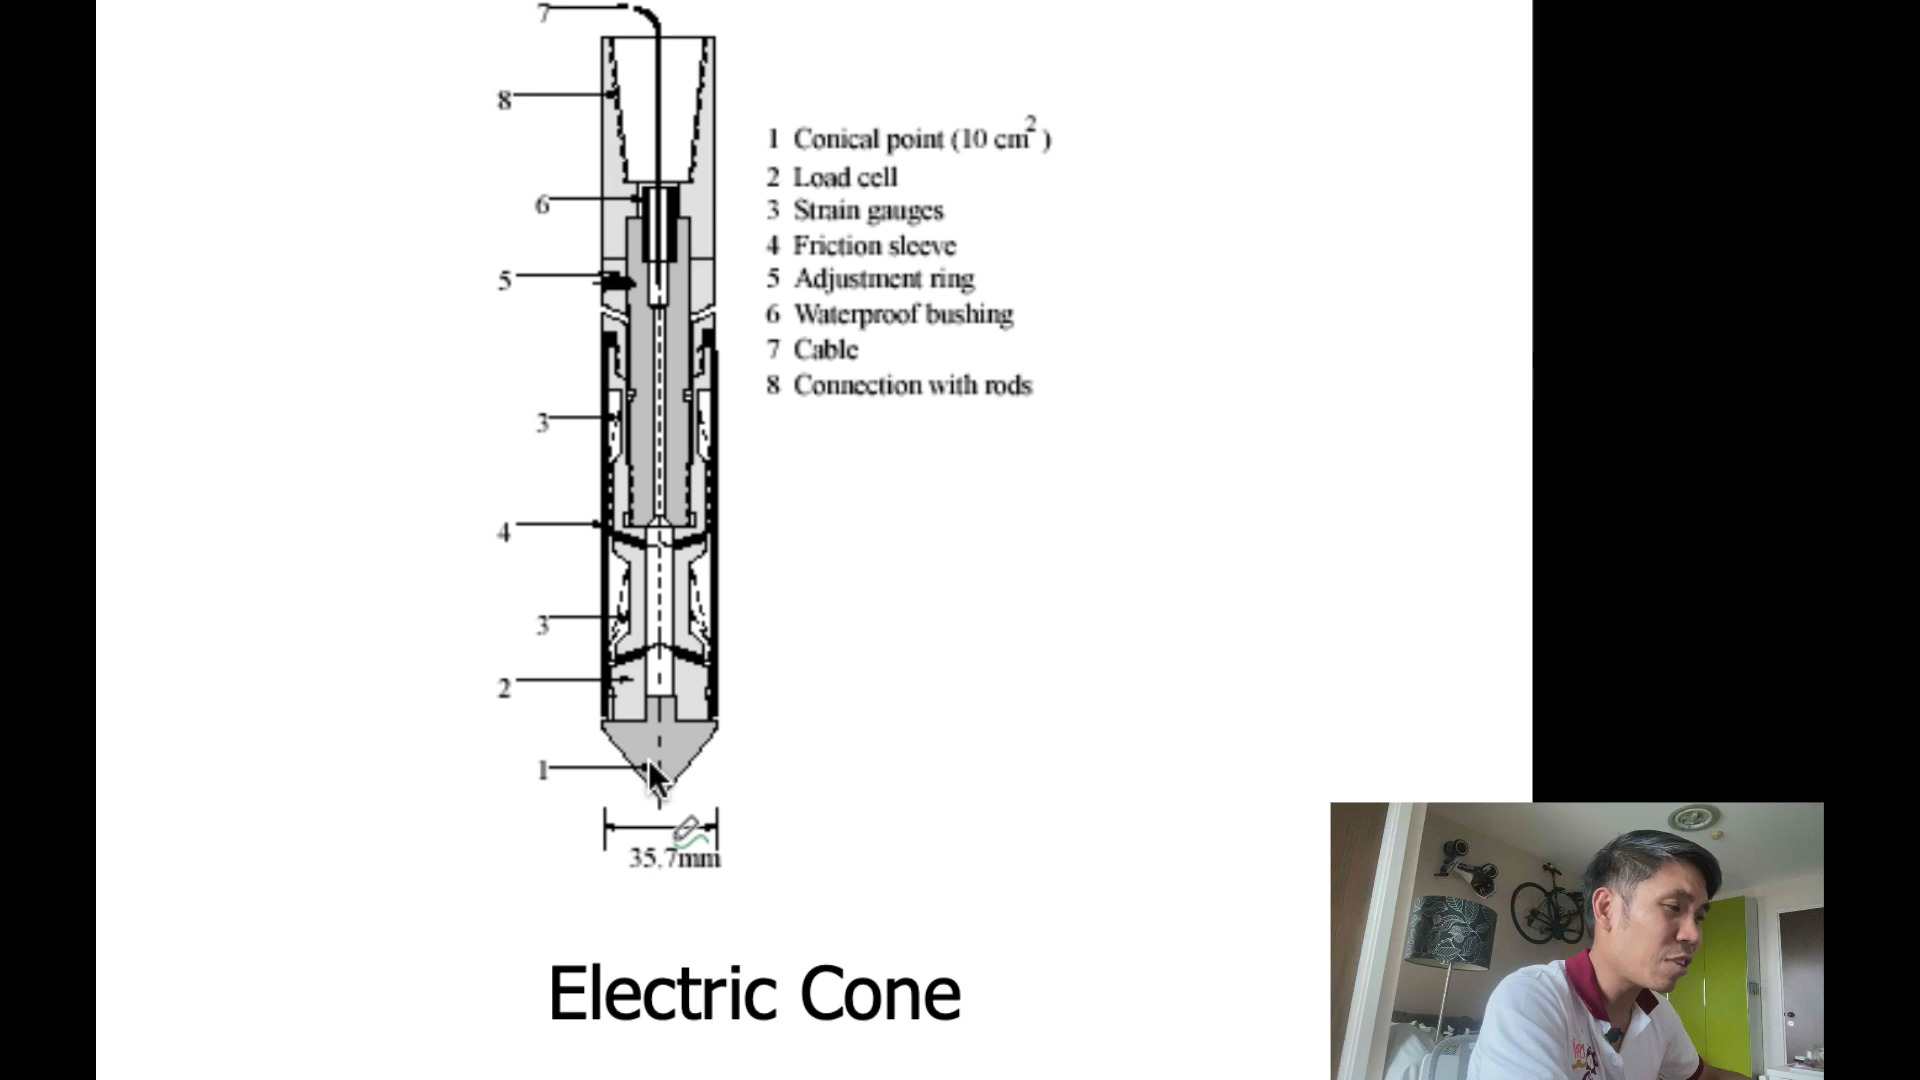 7
8
6
5
3
4
3
2
1
35.7mm
1 Conical point (10 cm²)
2 Load cell
3 Strain gauges
4 Friction sleeve
5 Adjustment ring
6 Waterproof bushing
7 Cable
8 Connection with rods
Electric Cone